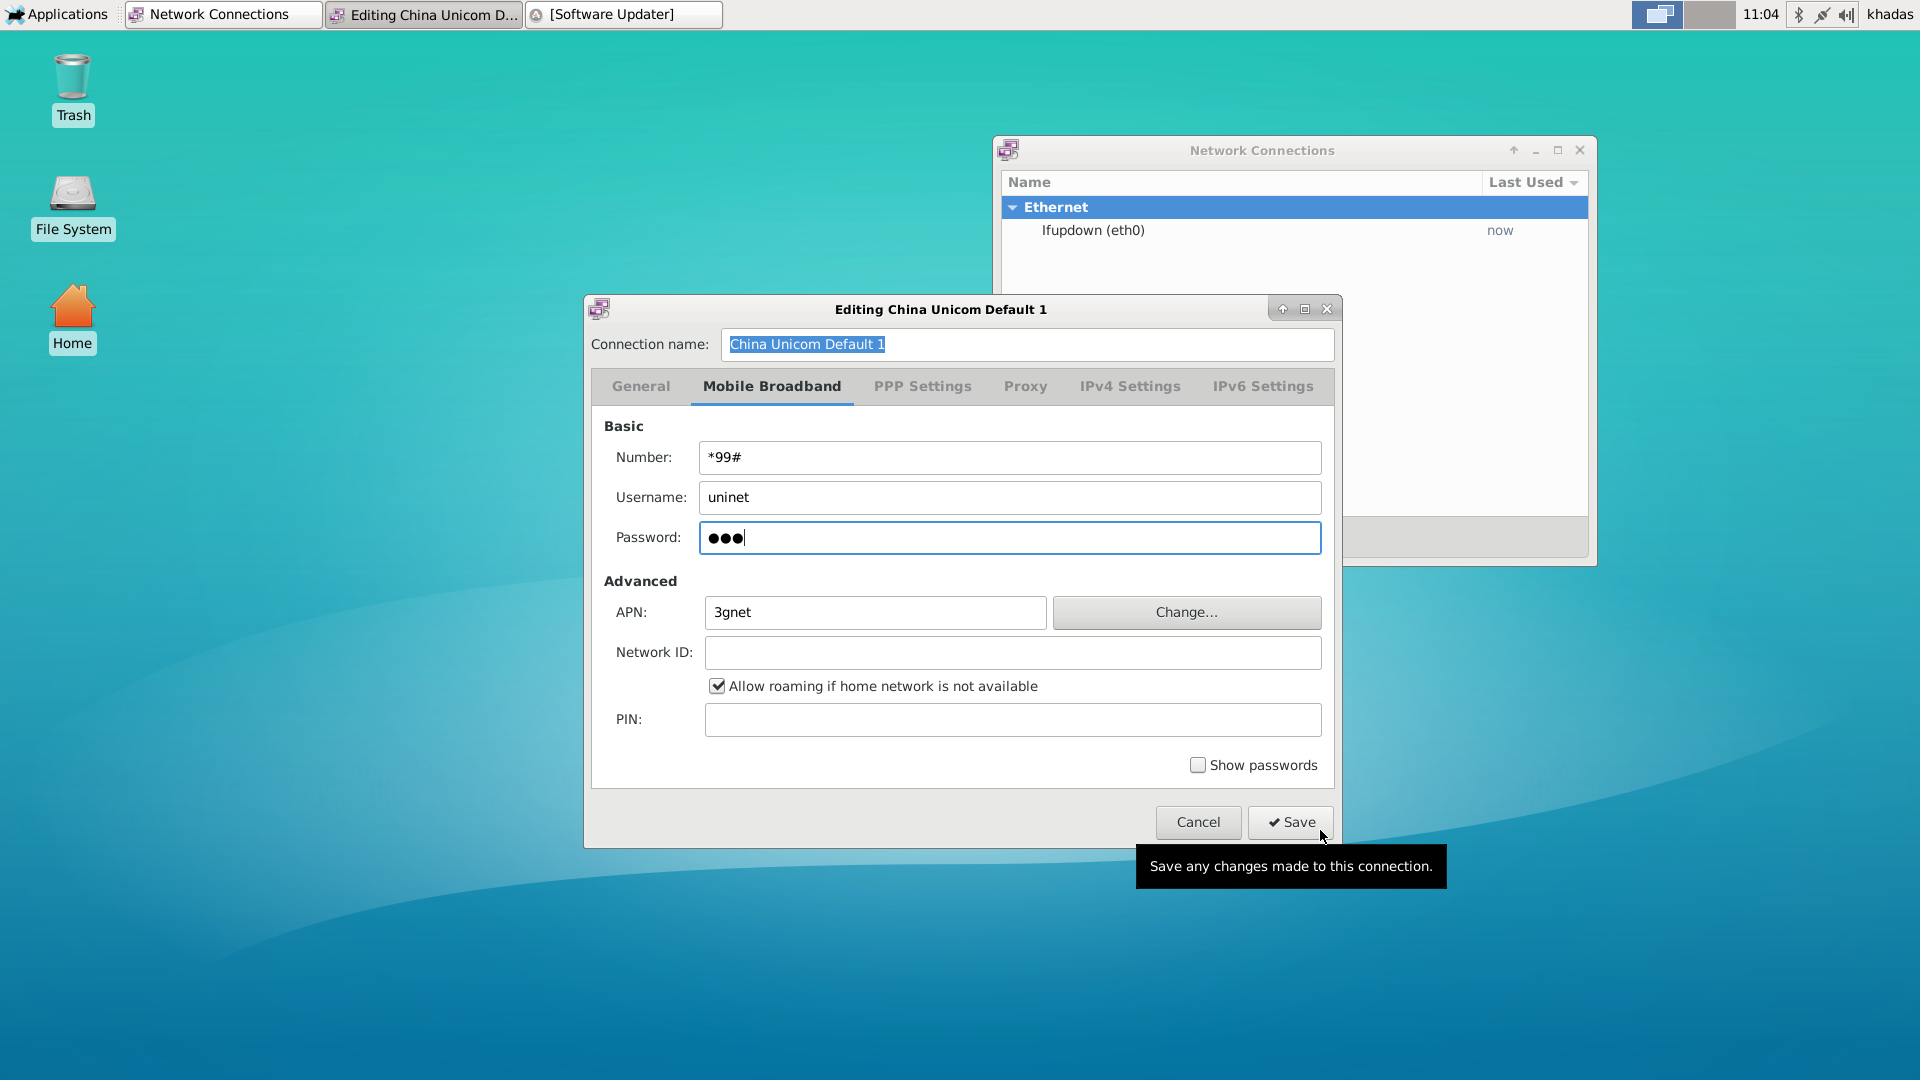 Applications
Network Connections
Editing China Unicom D...
[Software Updater]
11:04
khadas
Trash
File System
Home
Network Connections
Name
Last Used
Ethernet
Ifupdown (eth0)
now
Editing China Unicom Default 1
Connection name:
China Unicom Default 1
General
Mobile Broadband
PPP Settings
Proxy
IPv4 Settings
IPv6 Settings
Basic
Number:
*99#
Username:
uninet
Password:
●●●
Advanced
APN:
3gnet
Change...
Network ID:
Allow roaming if home network is not available
PIN:
Show passwords
Cancel
Save
Save any changes made to this connection.